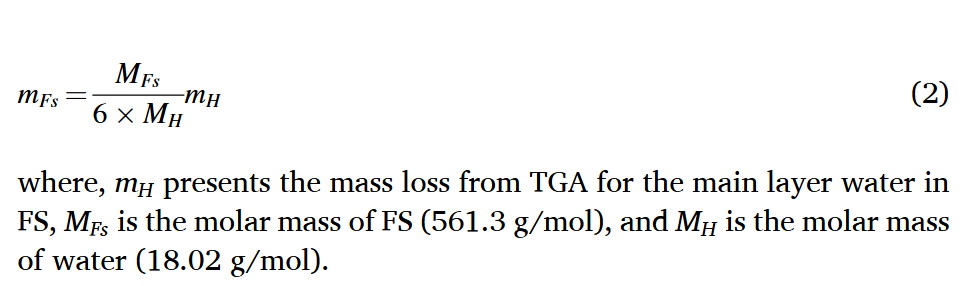 m_{Fs} = \frac{M_{Fs}}{6 \times M_H} m_H (2)
where, m_H presents the mass loss from TGA for the main layer water in
FS, M_{Fs} is the molar mass of FS (561.3 g/mol), and M_H is the molar mass
of water (18.02 g/mol).